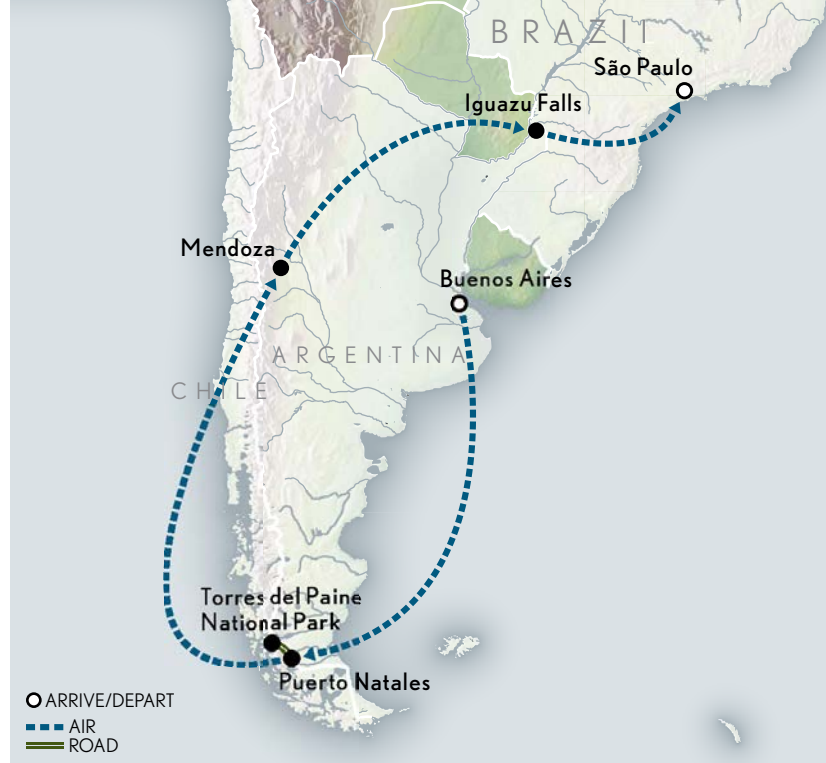 BRAZIL
São Paulo
Iguazu Falls
Mendoza
Buenos Aires
ARGENTINA
CHILE
Torres del Paine
National Park
Puerto Natales
ARRIVE/DEPART
AIR
ROAD